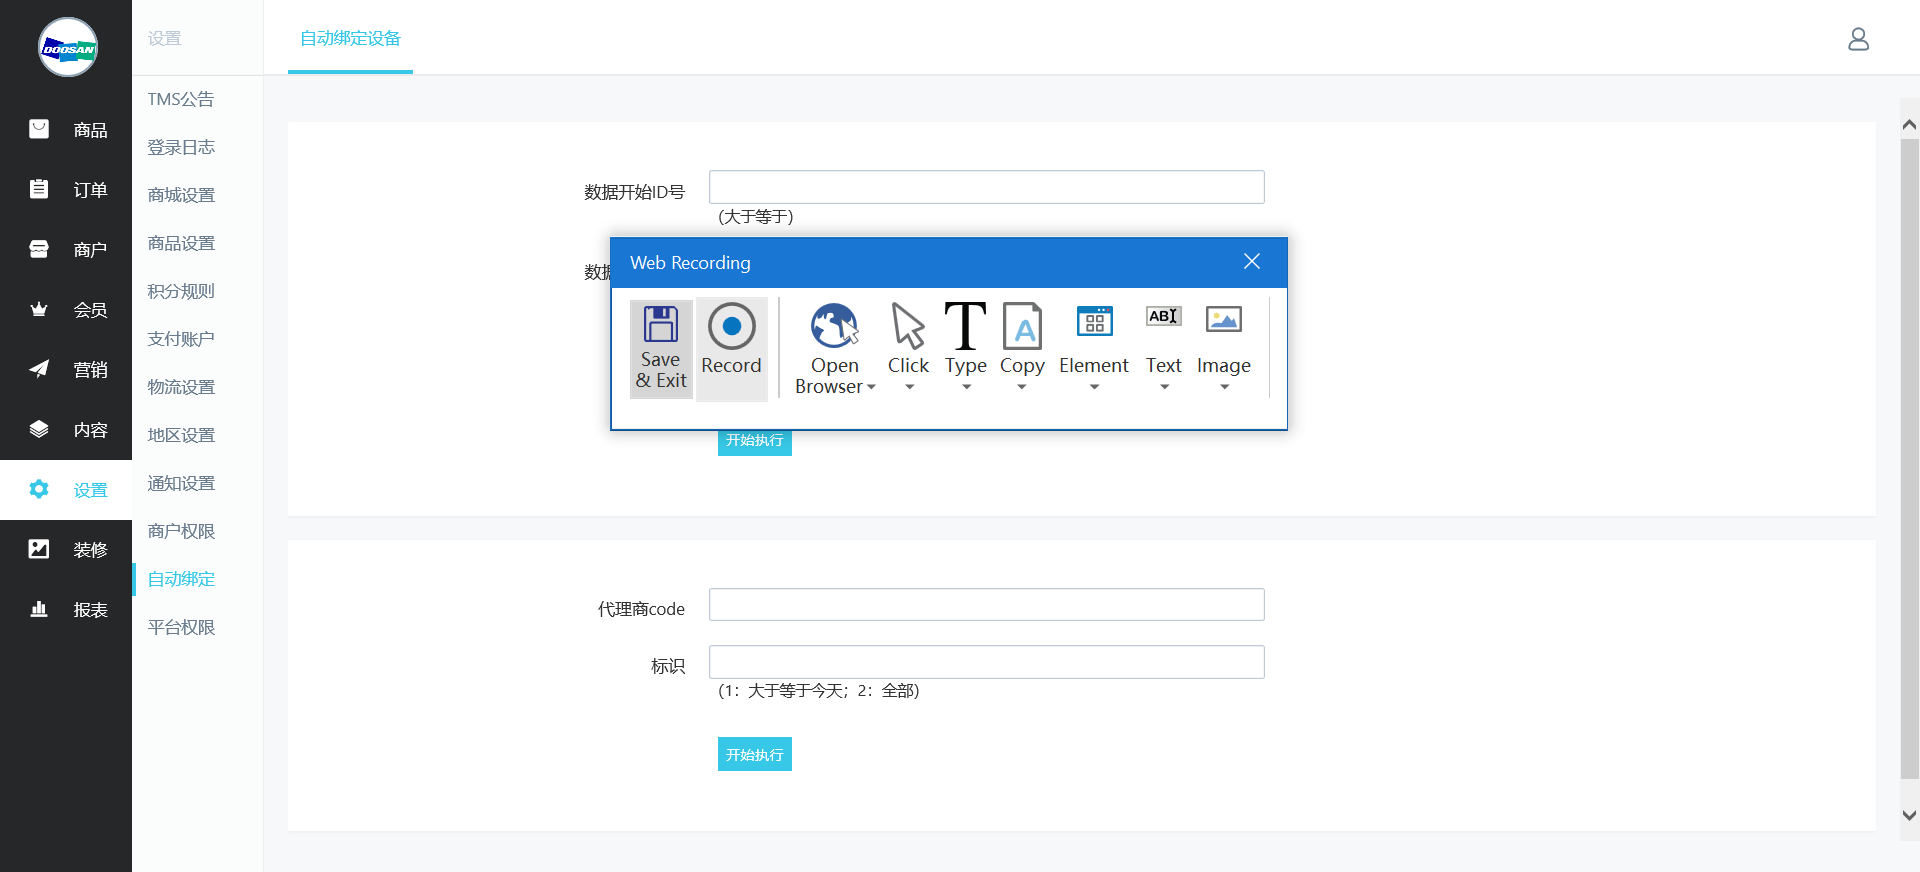 DOOSAN
商品
订单
商户
会员
营销
内容
设置
装修
报表
设置
TMS公告
登录日志
商城设置
商品设置
积分规则
支付账户
物流设置
地区设置
通知设置
商户权限
自动绑定
平台权限
自动绑定设备
数据开始ID号
(大于等于)
数据
Web Recording
Save
& Exit
Record
Open
Browser
Click
Type
Copy
Element
Text
Image
ABI
A
开始执行
代理商code
标识
(1：大于等于今天；2：全部)
开始执行